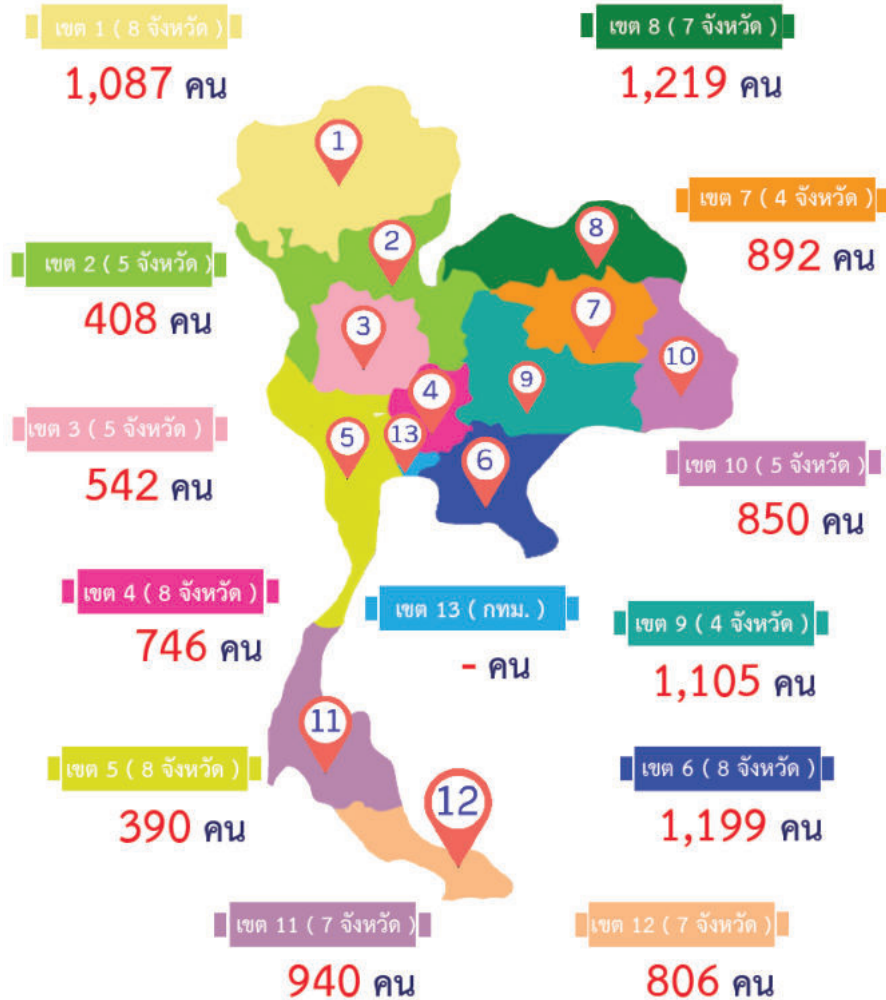 เขต 1 ( 8 จังหวัด )
1,087 คน
เขต 8 ( 7 จังหวัด )
1,219 คน
1
เขต 7 ( 4 จังหวัด )
892 คน
8
2
เขต 2 ( 5 จังหวัด )
408 คน
7
3
10
9
4
เขต 3 ( 5 จังหวัด )
542 คน
5
13
6
เขต 10 ( 5 จังหวัด )
850 คน
เขต 4 ( 8 จังหวัด )
746 คน
เขต 13 ( กทม. )
- คน
เขต 9 ( 4 จังหวัด )
1,105 คน
11
เขต 5 ( 8 จังหวัด )
390 คน
12
เขต 6 ( 8 จังหวัด )
1,199 คน
เขต 11 ( 7 จังหวัด )
940 คน
เขต 12 ( 7 จังหวัด )
806 คน